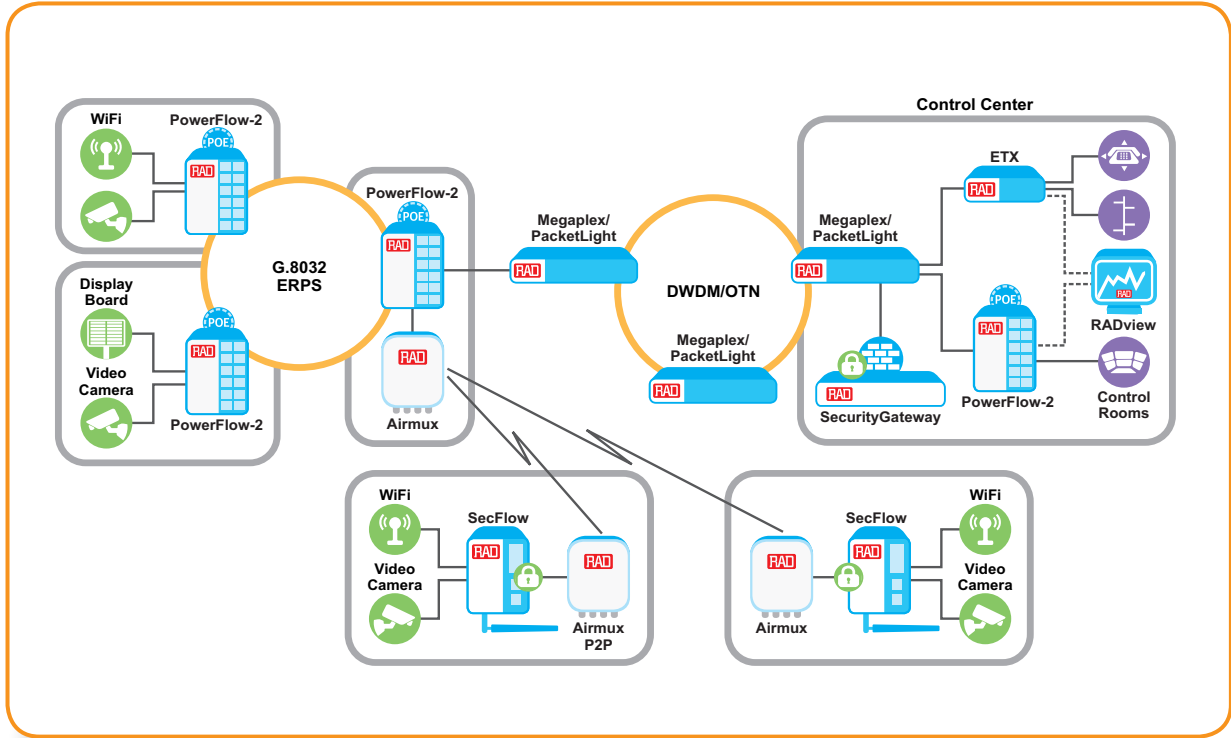 Control Center
WiFi
PowerFlow-2
POE
RAD
PowerFlow-2
POE
RAD
G.8032
ERPS
Display
Board
Video
Camera
POE
RAD
PowerFlow-2
RAD
Airmux
Megaplex/
PacketLight
RAD
DWDM/OTN
Megaplex/
PacketLight
RAD
Megaplex/
PacketLight
RAD
ETX
RAD
RAD
RADview
POE
RAD
PowerFlow-2
RAD
SecurityGateway
Control
Rooms
WiFi
SecFlow
RAD
RAD
Video
Camera
Airmux
P2P
WiFi
SecFlow
RAD
RAD
Video
Camera
Airmux